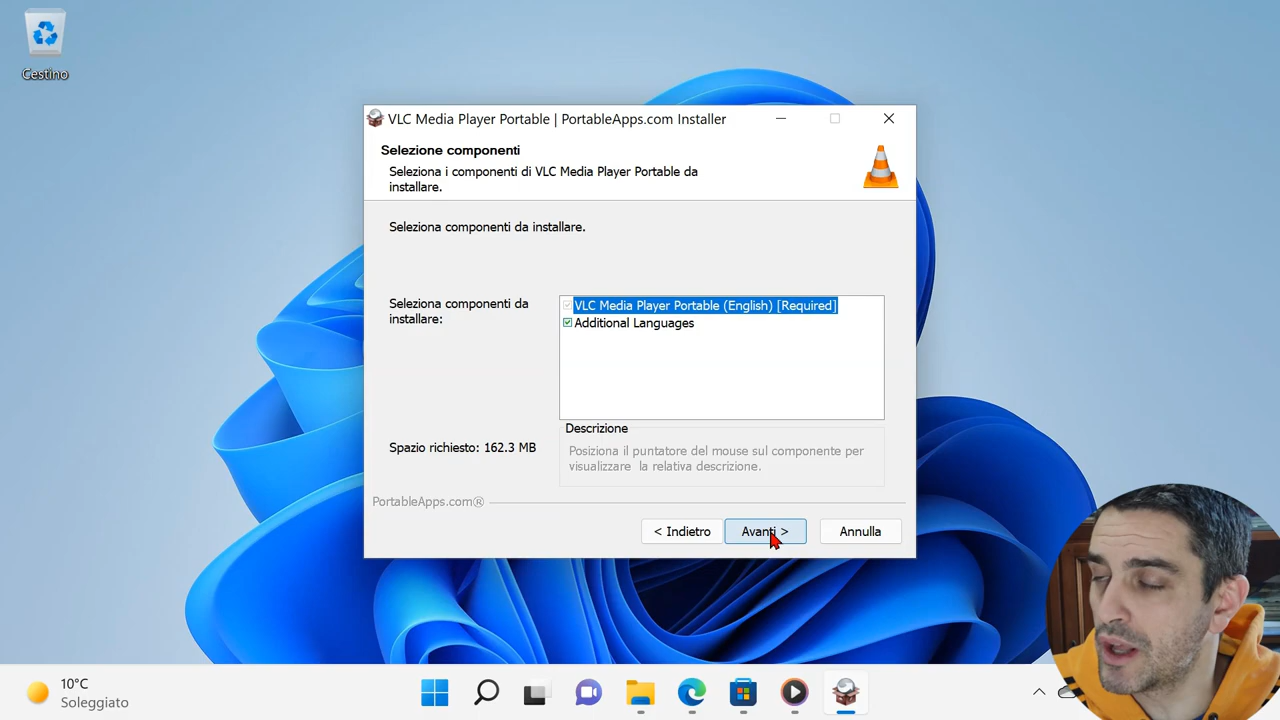 Cestino
VLC Media Player Portable | PortableApps.com Installer
Selezione componenti
Seleziona i componenti di VLC Media Player Portable da
installare.
Seleziona componenti da installare.
Seleziona componenti da
installare:
VLC Media Player Portable (English) [Required]
Additional Languages
Descrizione
Posiziona il puntatore del mouse sul componente per
visualizzare la relativa descrizione.
Spazio richiesto: 162.3 MB
PortableApps.com®
< Indietro
Avanti >
Annulla
10°C
Soleggiato